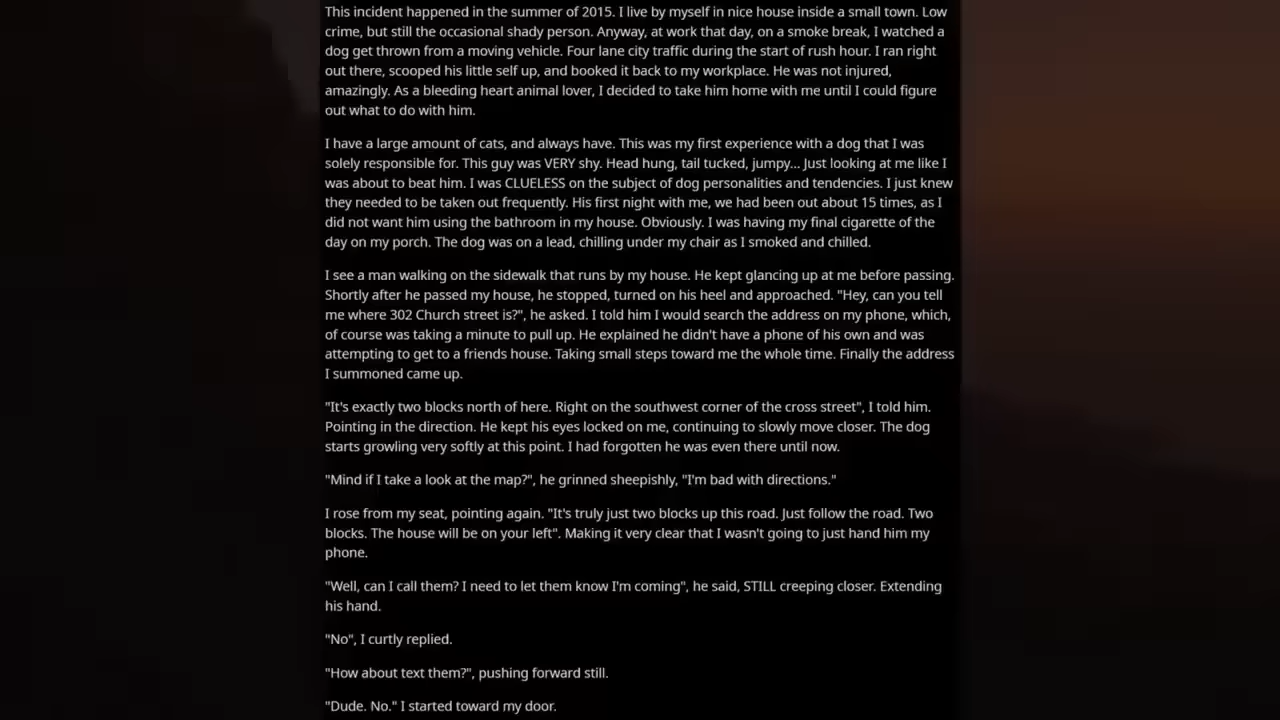 This incident happened in the summer of 2015. I live by myself in nice house inside a small town. Low
crime, but still the occasional shady person. Anyway, at work that day, on a smoke break, I watched a
dog get thrown from a moving vehicle. Four lane city traffic during the start of rush hour. I ran right
out there, scooped his little self up, and booked it back to my workplace. He was not injured,
amazingly. As a bleeding heart animal lover, I decided to take him home with me until I could figure
out what to do with him.
I have a large amount of cats, and always have. This was my first experience with a dog that I was
solely responsible for. This guy was VERY shy. Head hung, tail tucked, jumpy... Just looking at me like I
was about to beat him. I was CLUELESS on the subject of dog personalities and tendencies. I just knew
they needed to be taken out frequently. His first night with me, we had been out about 15 times, as I
did not want him using the bathroom in my house. Obviously. I was having my final cigarette of the
day on my porch. The dog was on a lead, chilling under my chair as I smoked and chilled.
I see a man walking on the sidewalk that runs by my house. He kept glancing up at me before passing.
Shortly after he passed my house, he stopped, turned on his heel and approached. "Hey, can you tell
me where 302 Church street is?", he asked. I told him I would search the address on my phone, which,
of course was taking a minute to pull up. He explained he didn't have a phone of his own and was
attempting to get to a friends house. Taking small steps toward me the whole time. Finally the address
I summoned came up.
"It's exactly two blocks north of here. Right on the southwest corner of the cross street", I told him.
Pointing in the direction. He kept his eyes locked on me, continuing to slowly move closer. The dog
starts growling very softly at this point. I had forgotten he was even there until now.
"Mind if I take a look at the map?", he grinned sheepishly, "I'm bad with directions."
I rose from my seat, pointing again. "It's truly just two blocks up this road. Just follow the road. Two
blocks. The house will be on your left". Making it very clear that I wasn't going to just hand him my
phone.
"Well, can I call them? I need to let them know I'm coming", he said, STILL creeping closer. Extending
his hand.
"No", I curtly replied.
"How about text them?", pushing forward still.
"Dude. No." I started toward my door.